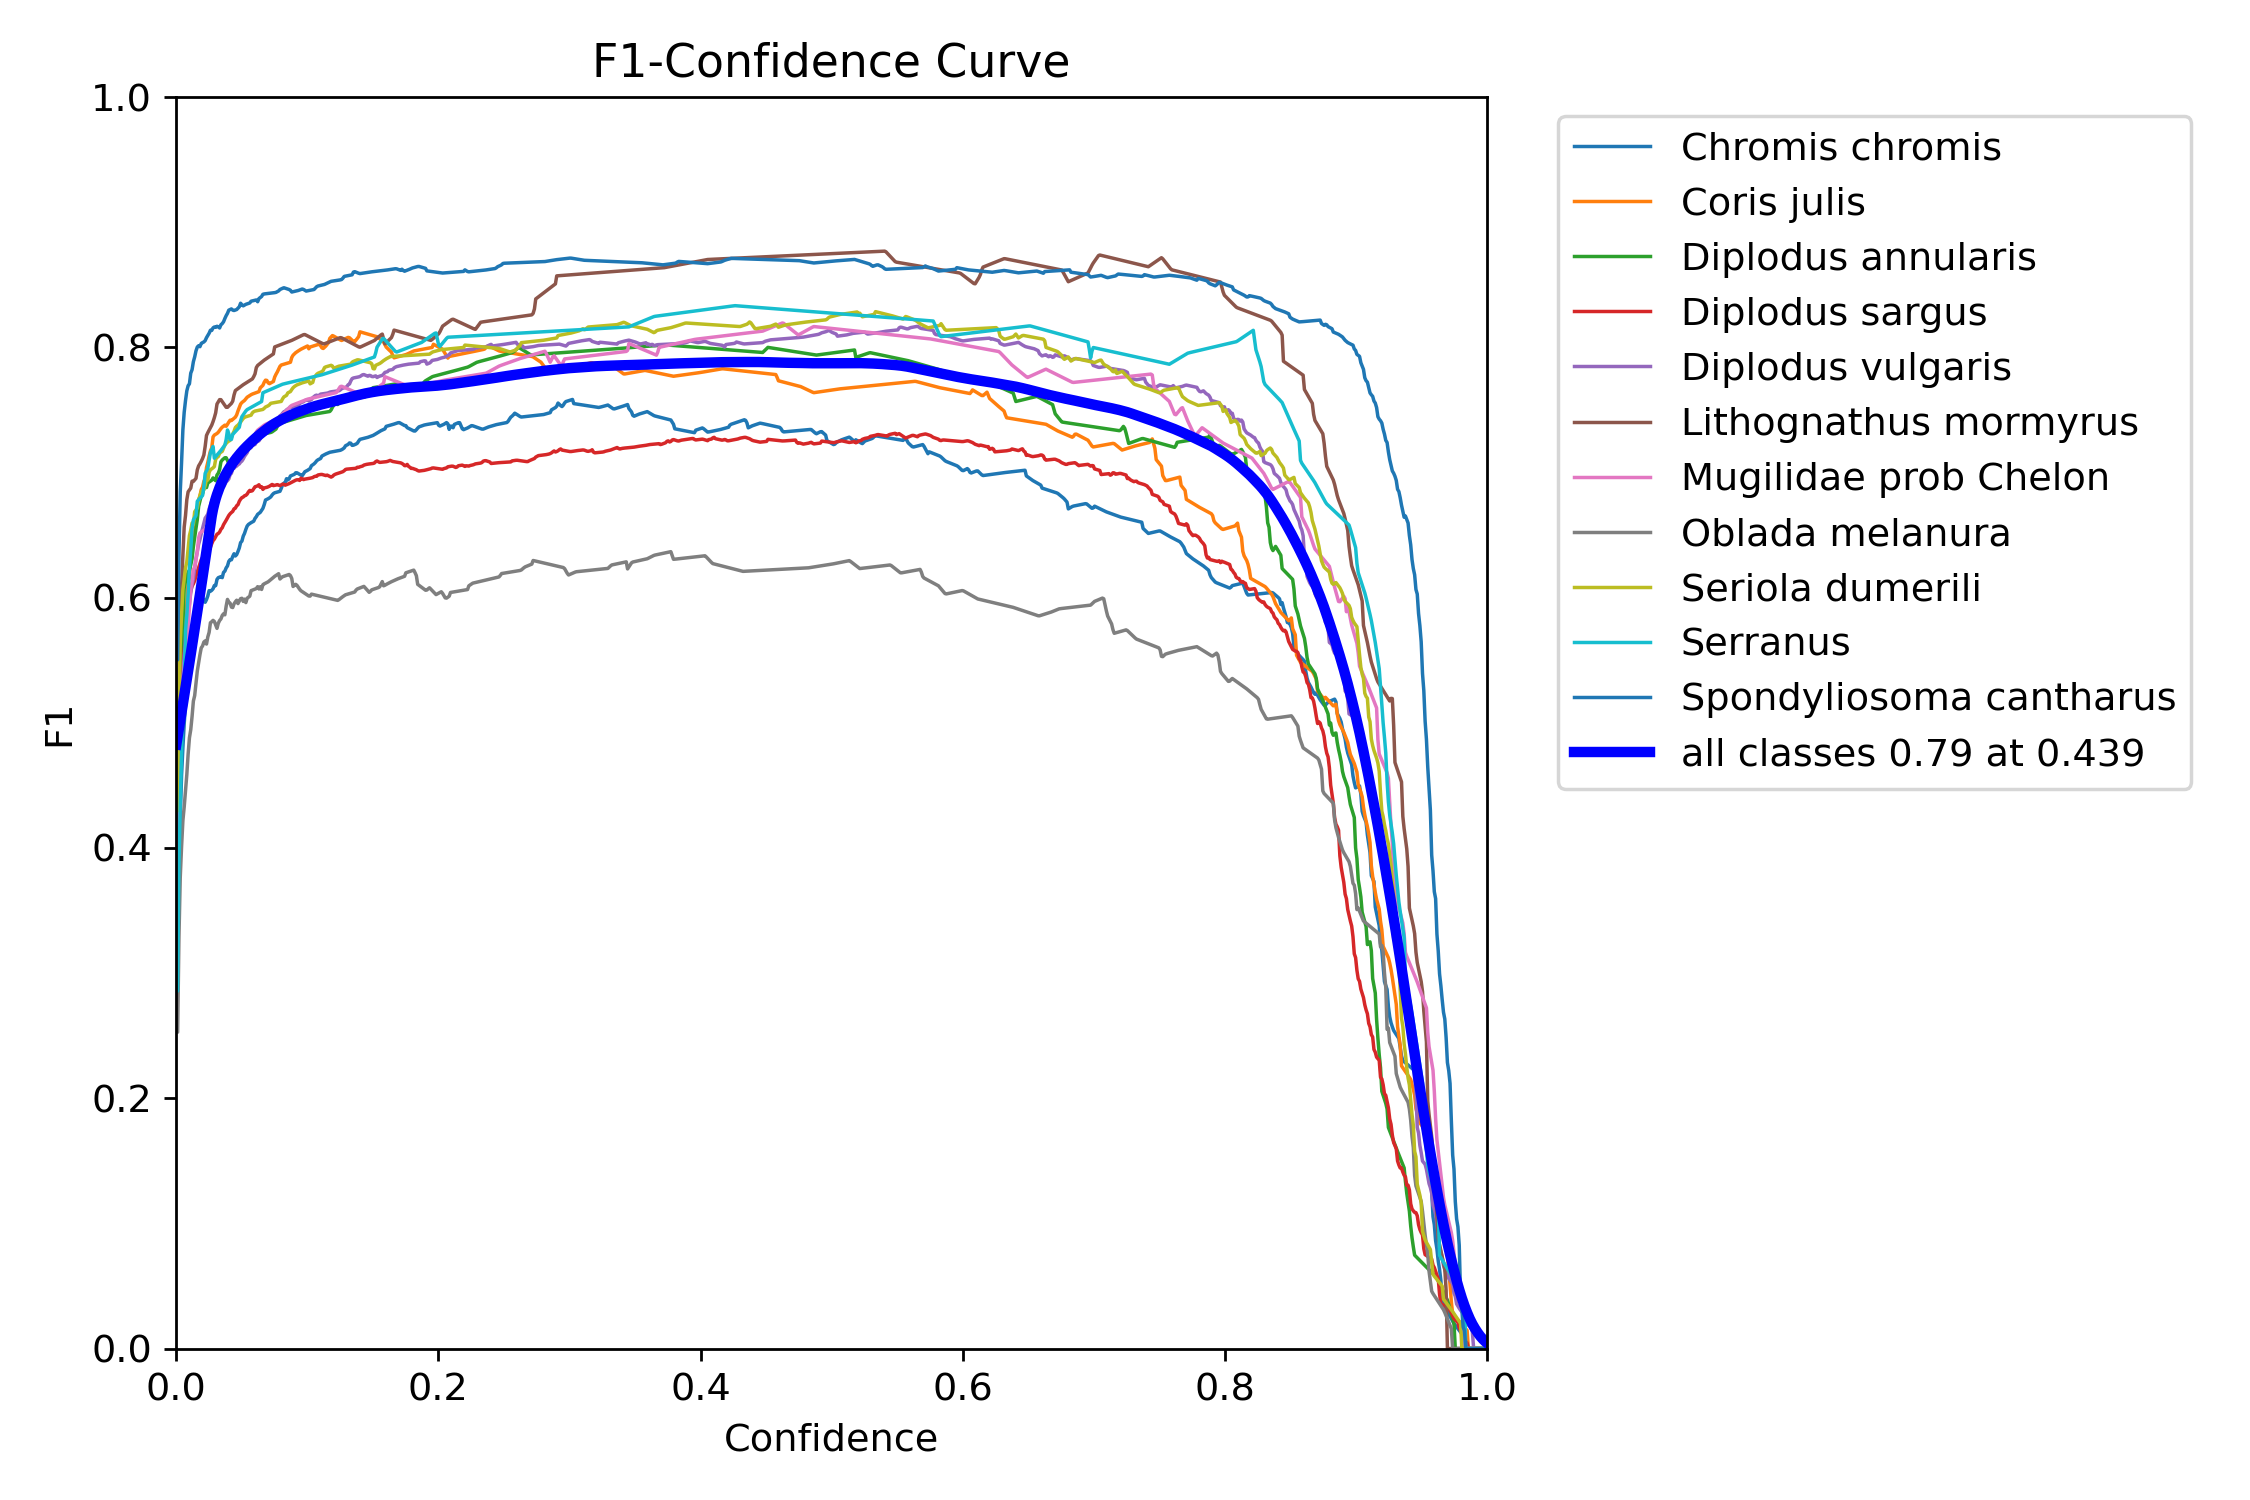 F1-Confidence Curve
1.0
0.8
0.6
0.4
0.2
0.0
F1
0.0 0.2 0.4 0.6 0.8 1.0
Confidence
Chromis chromis
Coris julis
Diplodus annularis
Diplodus sargus
Diplodus vulgaris
Lithognathus mormyrus
Mugilidae prob Chelon
Oblada melanura
Seriola dumerili
Serranus
Spondyliosoma cantharus
all classes 0.79 at 0.439